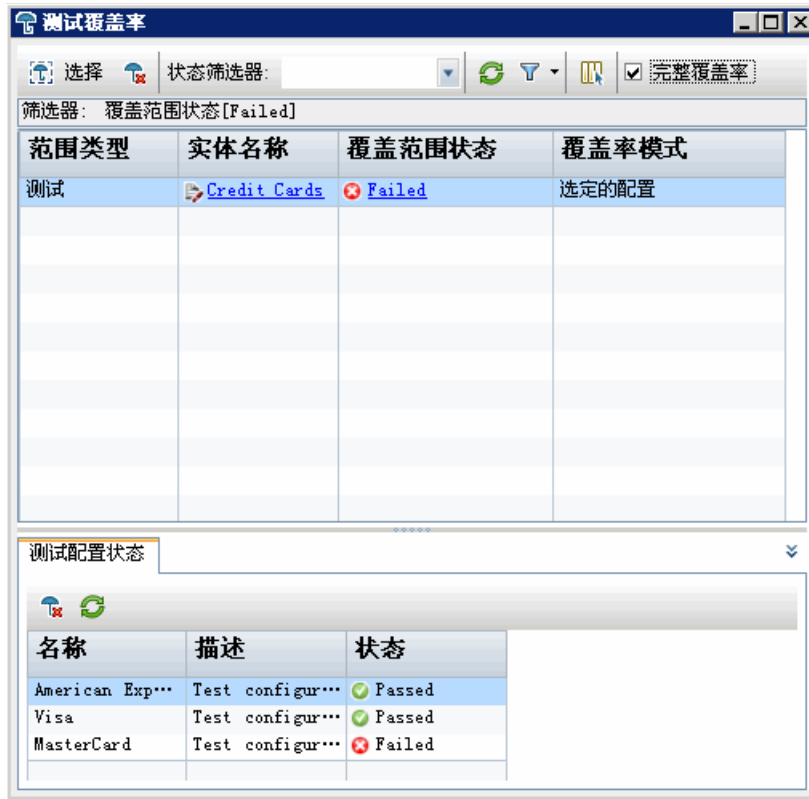 测试覆盖率
选择 状态筛选器: 完整覆盖率
筛选器: 覆盖范围状态[Failed]
范围类型 实体名称 覆盖范围状态 覆盖率模式
测试 Credit Cards Failed 选定的配置
测试配置状态
名称 描述 状态
American Exp... Test configur... Passed
Visa Test configur... Passed
MasterCard Test configur... Failed